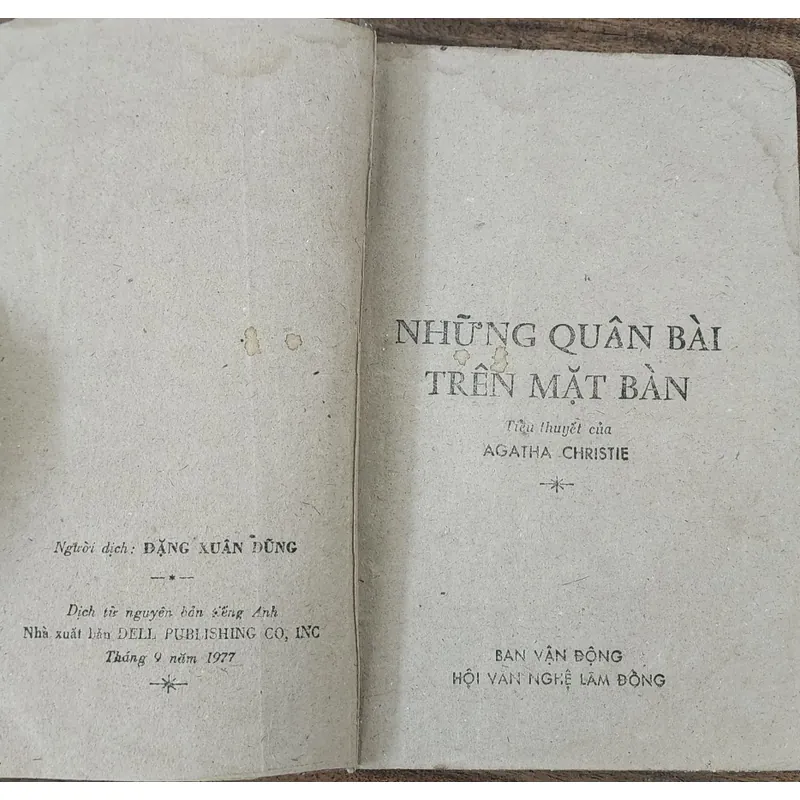 Người dịch: ĐẶNG XUÂN DŨNG
Dịch từ nguyên bản tiếng Anh
Nhà xuất bản DELL PUBLISHING CO, INC
Tháng 9 năm 1977
NHỮNG QUÂN BÀI
TRÊN MẶT BÀN
Tiểu thuyết của
AGATHA CHRISTIE
BAN VẬN ĐỘNG
HỘI VĂN NGHỆ LÂM ĐỒNG